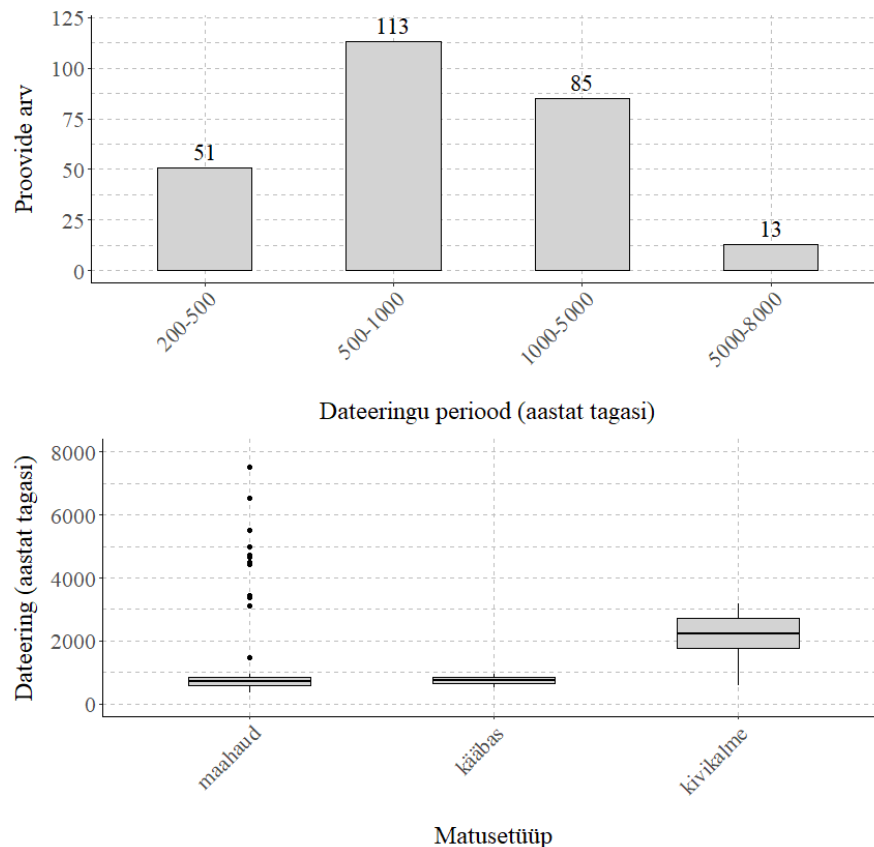 125
113
100
85
75
51
50
25
13
0
Proovide arv
200-500
500-1000
1000-5000
5000-8000
Dateeringu periood (aastat tagasi)
8000
6000
4000
2000
0
Dateering (aastat tagasi)
maahaud
kääbas
kivikalme
Matusetüüp